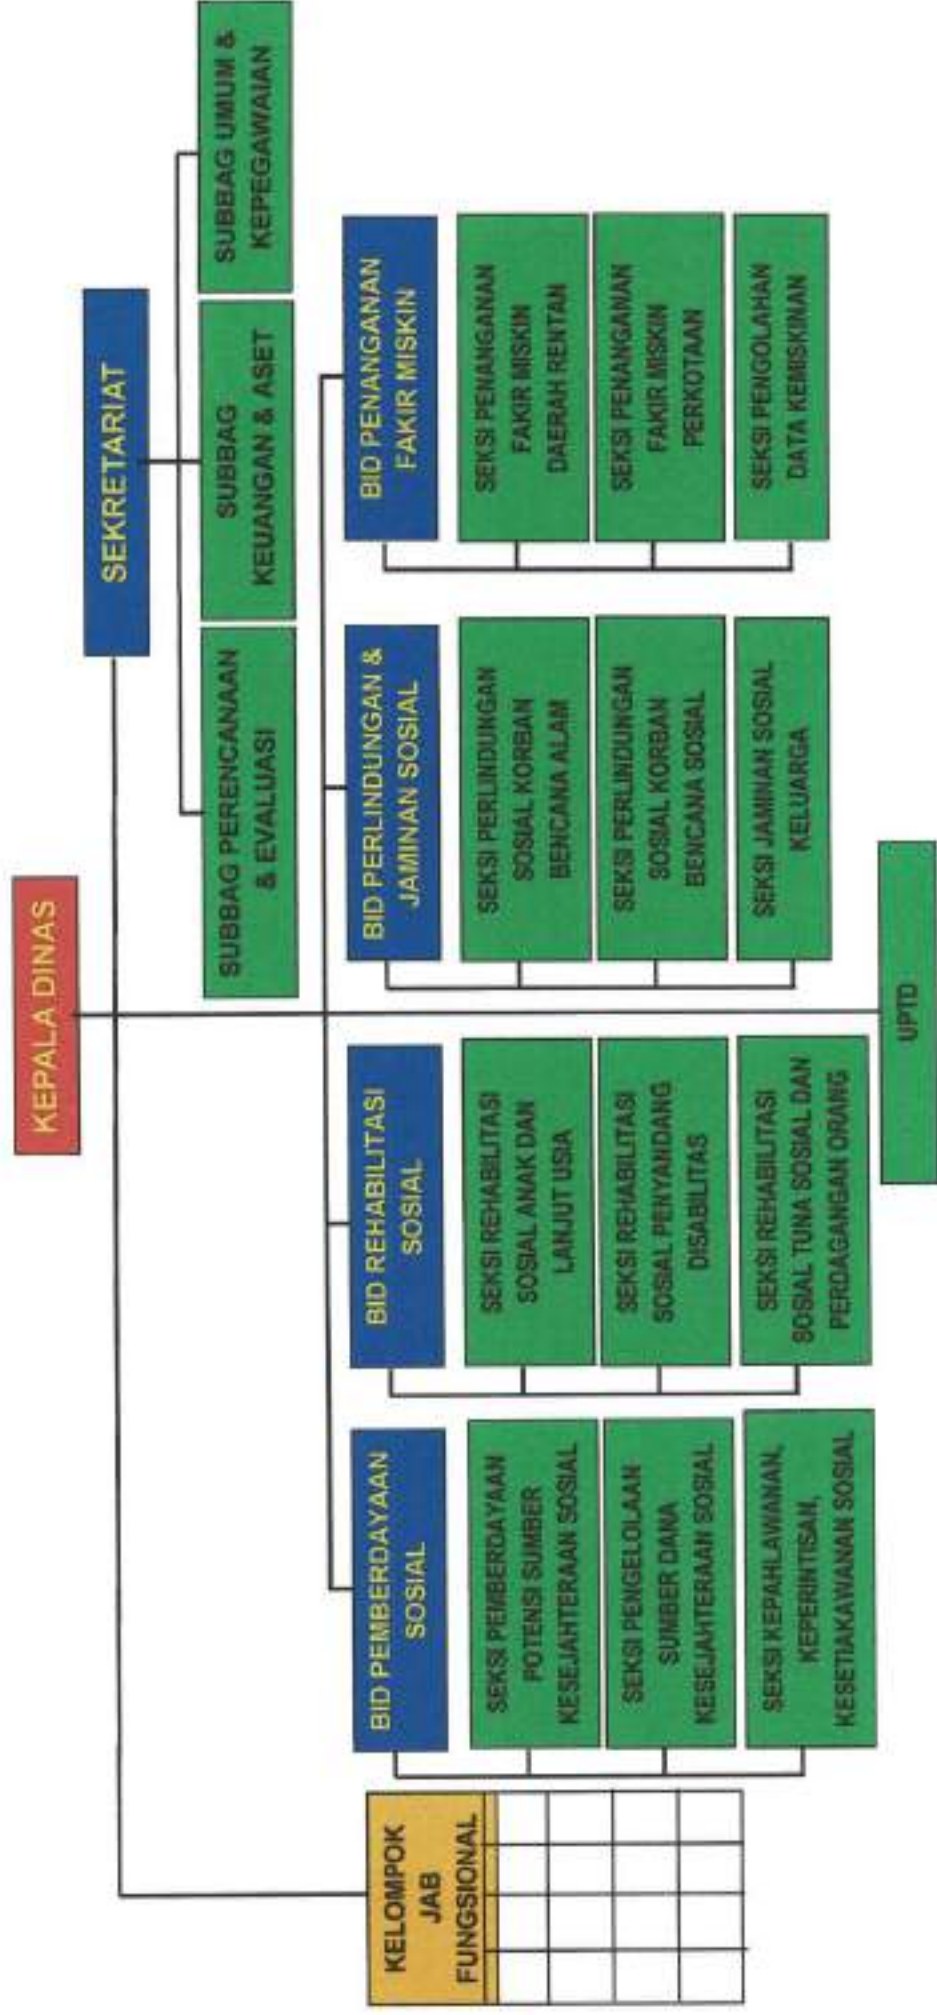 KEPALA DINAS
SEKRETARIAT
SUBBAG PERENCANAAN
& EVALUASI
SUBBAG
KEUANGAN & ASET
SUBBAG UMUM &
KEPEGAWAIAN
KELOMPOK
JAB
FUNGSIONAL
BID PEMBERDAYAAN
SOSIAL
SEKSI PEMBERDAYAAN
POTENSI SUMBER
KESEJAHTERAAN SOSIAL
SEKSI PENGELOLAAN
SUMBER DANA
KESEJAHTERAAN SOSIAL
SEKSI KEPAHLAWANAN,
KEPERINTISAN,
KESETIAKAWANAN SOSIAL
BID REHABILITASI
SOSIAL
SEKSI REHABILITASI
SOSIAL ANAK DAN
LANJUT USIA
SEKSI REHABILITASI
SOSIAL PENYANDANG
DISABLITAS
SEKSI REHABILITASI
SOSIAL TUNA SOSIAL DAN
PERDAGANGAN ORANG
BID PERLINDUNGAN &
JAMINAN SOSIAL
SEKSI PERLINDUNGAN
SOSIAL KORBAN
BENCANA ALAM
SEKSI PERLINDUNGAN
SOSIAL KORBAN
BENCANA SOSIAL
SEKSI JAMINAN SOSIAL
KELUARGA
BID PENANGANAN
FAKIR MISKIN
SEKSI PENANGANAN
FAKIR MISKIN
DAERAH RENTAN
SEKSI PENANGANAN
FAKIR MISKIN
PERKOTAAN
SEKSI PENGOLAHAN
DATA KEMISKINAN
UPTD